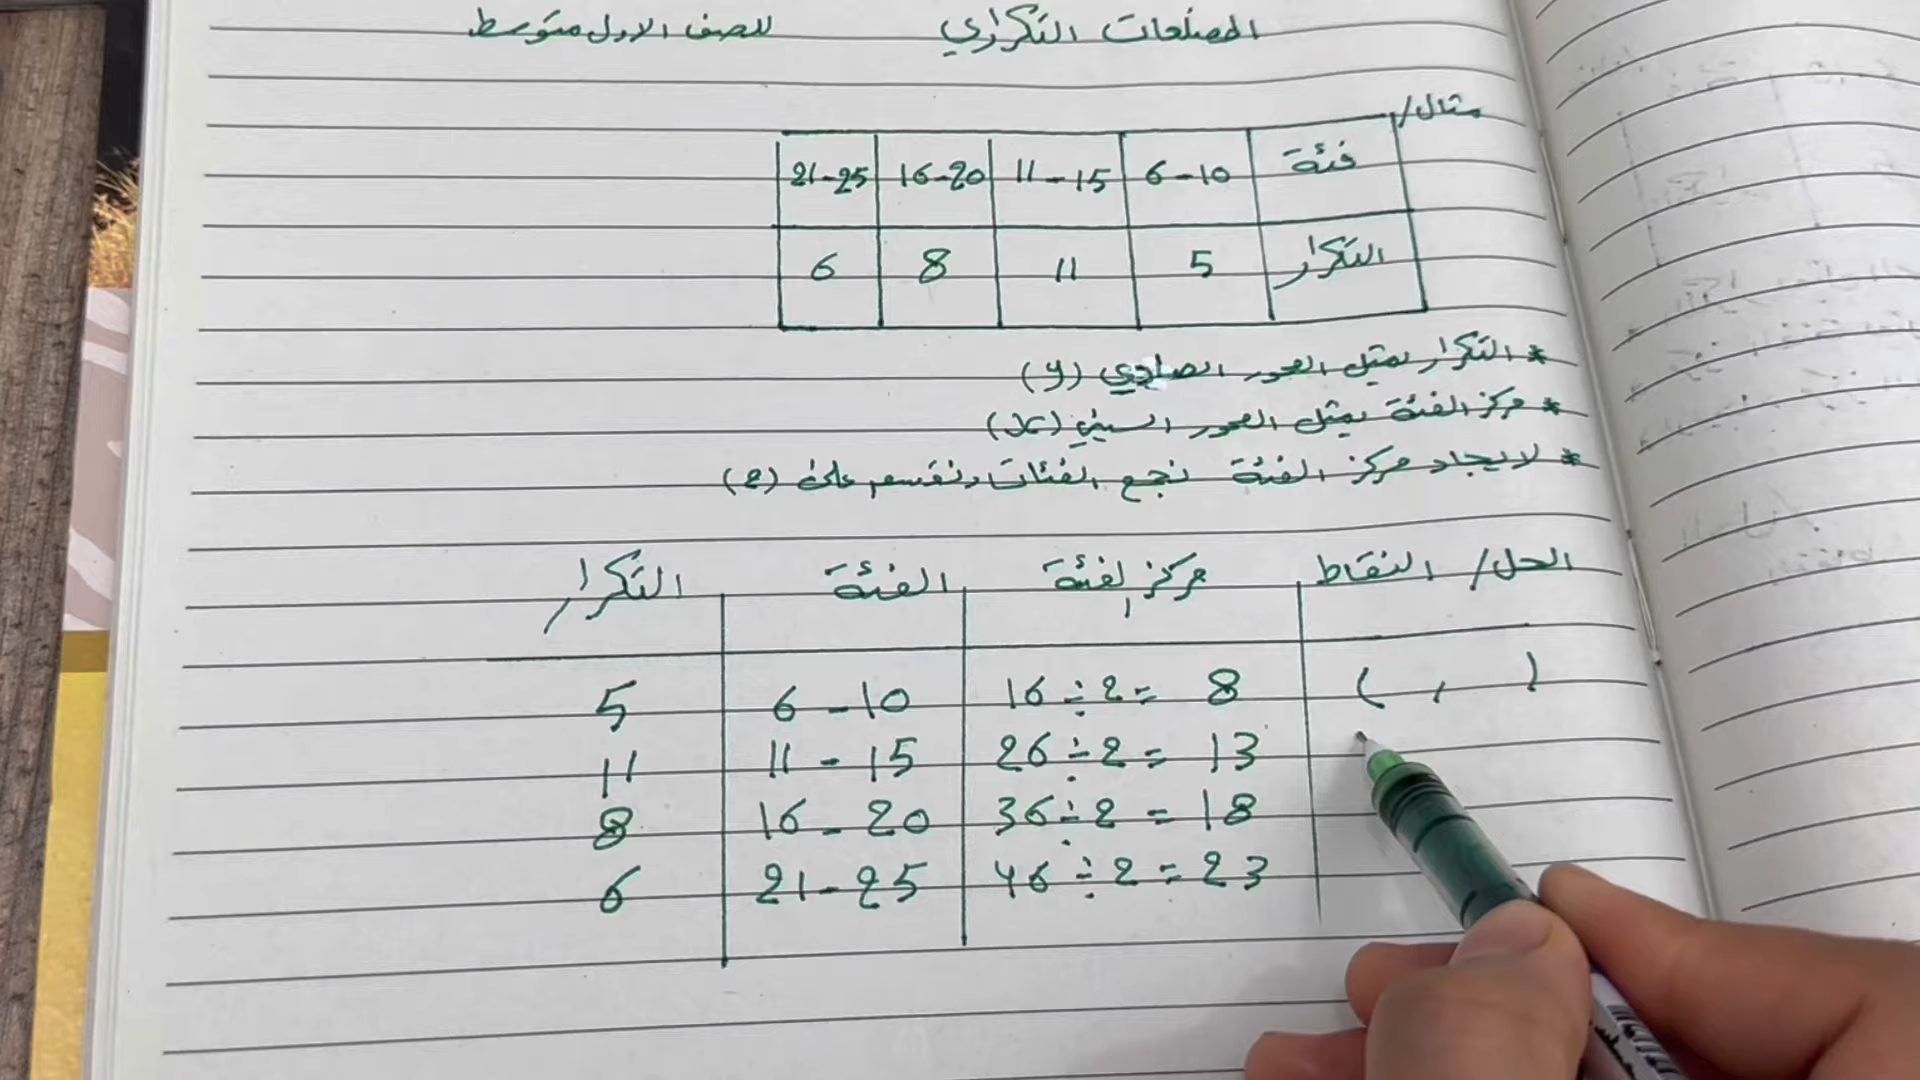 المضلعات التكراري للصف الاول متوسط
مثال/
فئة 6-10 11-15 16-20 21-25
التكرار 5 11 8 6
* التكرار يمثل المحور الصادي (y)
* مركز الفئة يمثل المحور السيني (x)
* لايجاد مركز الفئة نجمع الفئات ونقسم على (2)
الحل/ النقاط مركز الفئة الفئة التكرار
( , ) 16÷2= 8 6-10 5
26÷2= 13 11-15 11
36÷2=18 16-20 8
46÷2=23 21-25 6